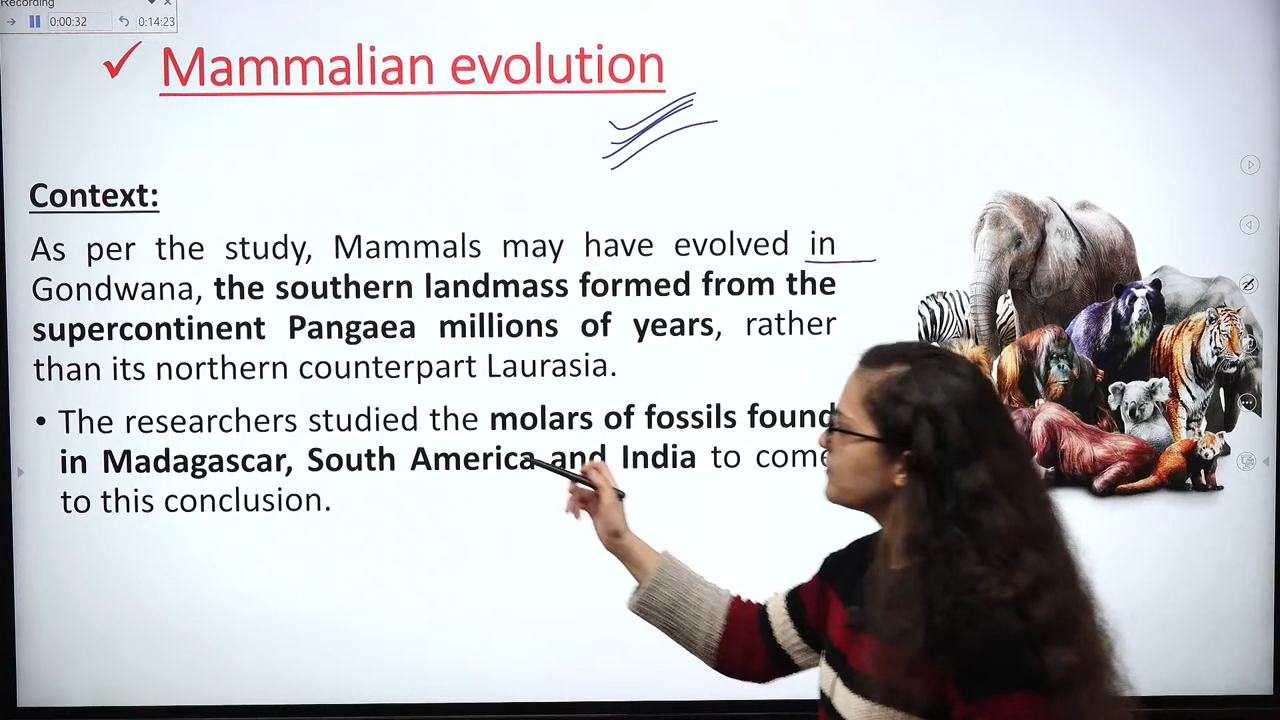 Recording
0:00:32
0:14:23
Mammalian evolution
Context:
As per the study, Mammals may have evolved in
Gondwana, the southern landmass formed from the
supercontinent Pangaea millions of years, rather
than its northern counterpart Laurasia.
• The researchers studied the molars of fossils found
in Madagascar, South America and India to come
to this conclusion.